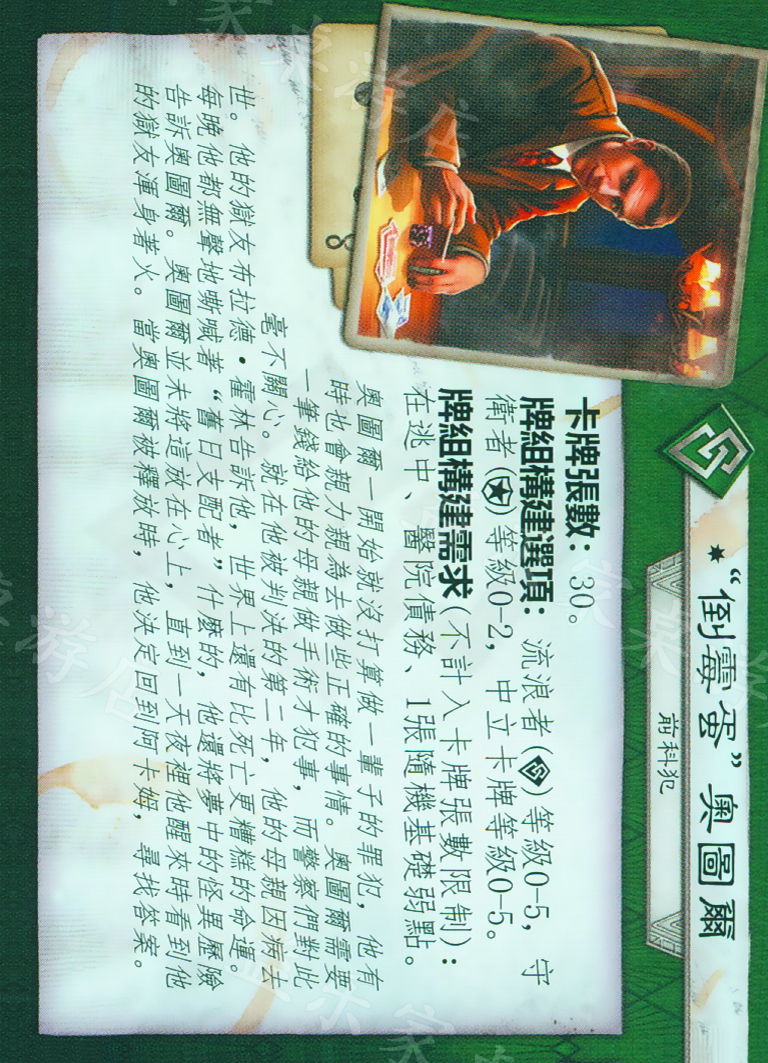 ✷“倒霉蛋”奧圖爾
前科犯
卡牌張數：30。
牌組構建選項：流浪者（）等級0-5，守
衛者（）等級0-2，中立卡牌等級0-5。
牌組構建需求（不計入卡牌張數限制）：
在逃中、醫院債務、1張隨機基礎弱點。
奧圖爾一開始就沒打算做一輩子的罪犯，他有
時也會親力親為去做些正確的事情。奧圖爾需要
一筆錢給他的母親做手術才犯事，而警察們對此
毫不關心。就在他被判決的第二年，他的母親因病去
世。他的獄友布拉德·霍林告訴他，世界上還有比死亡更糟糕的命運。
每晚他都無聲地嘶喊著“舊日支配者”什麼的，他還將夢中的怪異歷險
告訴奧圖爾。奧圖爾並未將這放在心上，直到一天夜裡他醒來時看到他
的獄友渾身著火。當奧圖爾被釋放時，他決定回到阿卡姆，尋找答案。
8